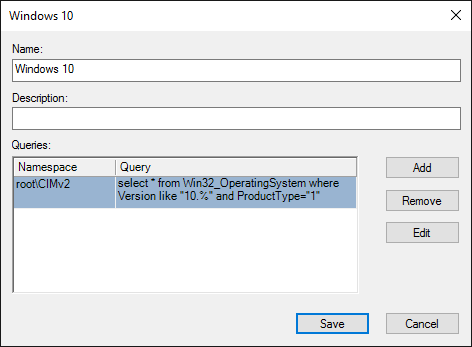 Windows 10
Name:
Windows 10
Description:
Queries:
Namespace Query
root\CIMv2 select * from Win32_OperatingSystem where
Version like "10.%" and ProductType="1"
Add
Remove
Edit
Save Cancel